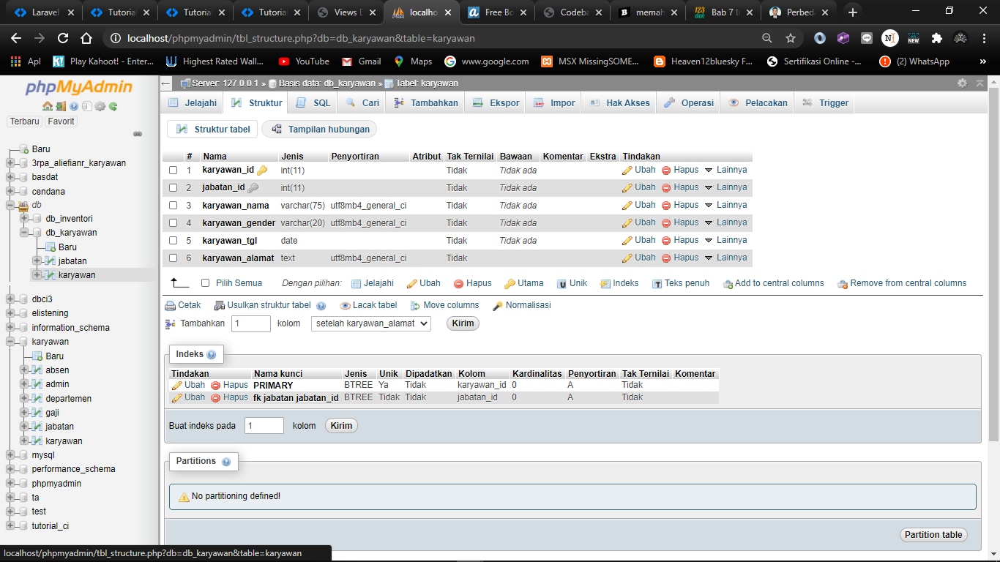 Laravel
Tutorial
Tutorial
Tutorial
Views D
localho
Free Bo
Codeba
memah
Bab 7 I
Perbed
localhost/phpmyadmin/tbl_structure.php?db=db_karyawan&table=karyawan
Apl
Play Kahoot! - Enter...
Highest Rated Wall...
YouTube
Gmail
Maps
www.google.com
MSX MissingSOME...
Heaven12bluesky F...
Sertifikasi Online -...
(2) WhatsApp
»
phpMyAdmin
Terbaru Favorit
Baru
3rpa_aliefianr_karyawan
basdat
cendana
db
db_inventori
db_karyawan
Baru
jabatan
karyawan
dbci3
elistening
information_schema
karyawan
Baru
absen
admin
departemen
gaji
jabatan
karyawan
mysql
performance_schema
phpmyadmin
ta
test
tutorial_ci
Server: 127.0.0.1 » Basis data: db_karyawan » Tabel: karyawan
Jelajahi Struktur SQL Cari Tambahkan Ekspor Impor Hak Akses Operasi Pelacakan Trigger
Struktur tabel Tampilan hubungan
# Nama Jenis Penyortiran Atribut Tak Ternilai Bawaan Komentar Ekstra Tindakan
1 karyawan_id int(11) Tidak Tidak ada Ubah Hapus Lainnya
2 jabatan_id int(11) Tidak Tidak ada Ubah Hapus Lainnya
3 karyawan_nama varchar(75) utf8mb4_general_ci Tidak Tidak ada Ubah Hapus Lainnya
4 karyawan_gender varchar(20) utf8mb4_general_ci Tidak Tidak ada Ubah Hapus Lainnya
5 karyawan_tgl date Tidak Tidak ada Ubah Hapus Lainnya
6 karyawan_alamat text utf8mb4_general_ci Tidak Ubah Hapus Lainnya
Pilih Semua Dengan pilihan: Jelajahi Ubah Hapus Utama Unik Indeks Teks penuh Add to central columns Remove from central columns
Cetak Usulkan struktur tabel Lacak tabel Move columns Normalisasi
Tambahkan 1 kolom setelah karyawan_alamat Kirim
Indeks
Tindakan Nama kunci Jenis Unik Dipadatkan Kolom Kardinalitas Penyortiran Tak Ternilai Komentar
Ubah Hapus PRIMARY BTREE Ya Tidak karyawan_id 0 A Tidak
Ubah Hapus fk jabatan jabatan_id BTREE Tidak Tidak jabatan_id 0 A Tidak
Buat indeks pada 1 kolom Kirim
Partitions
No partitioning defined!
Partition table
localhost/phpmyadmin/tbl_structure.php?db=db_karyawan&table=karyawan